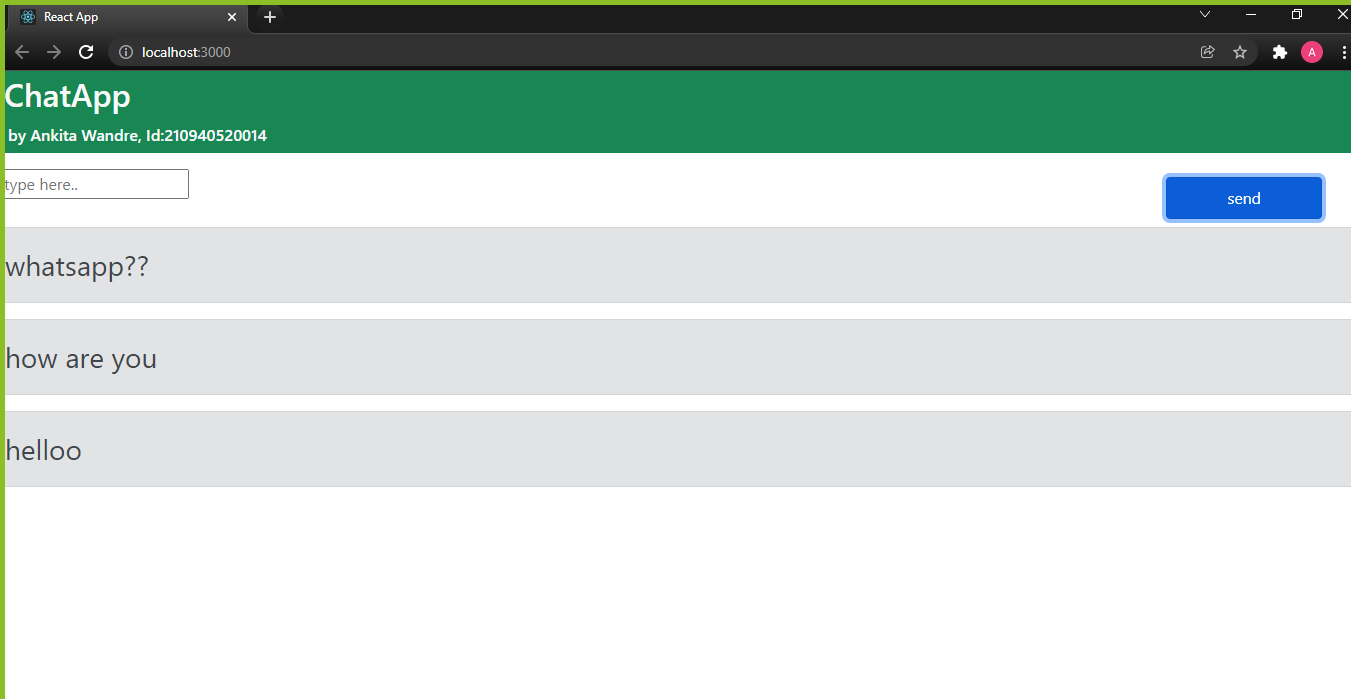 React App
localhost:3000
A
ChatApp
by Ankita Wandre, Id:210940520014
type here..
send
whatsapp??
how are you
helloo